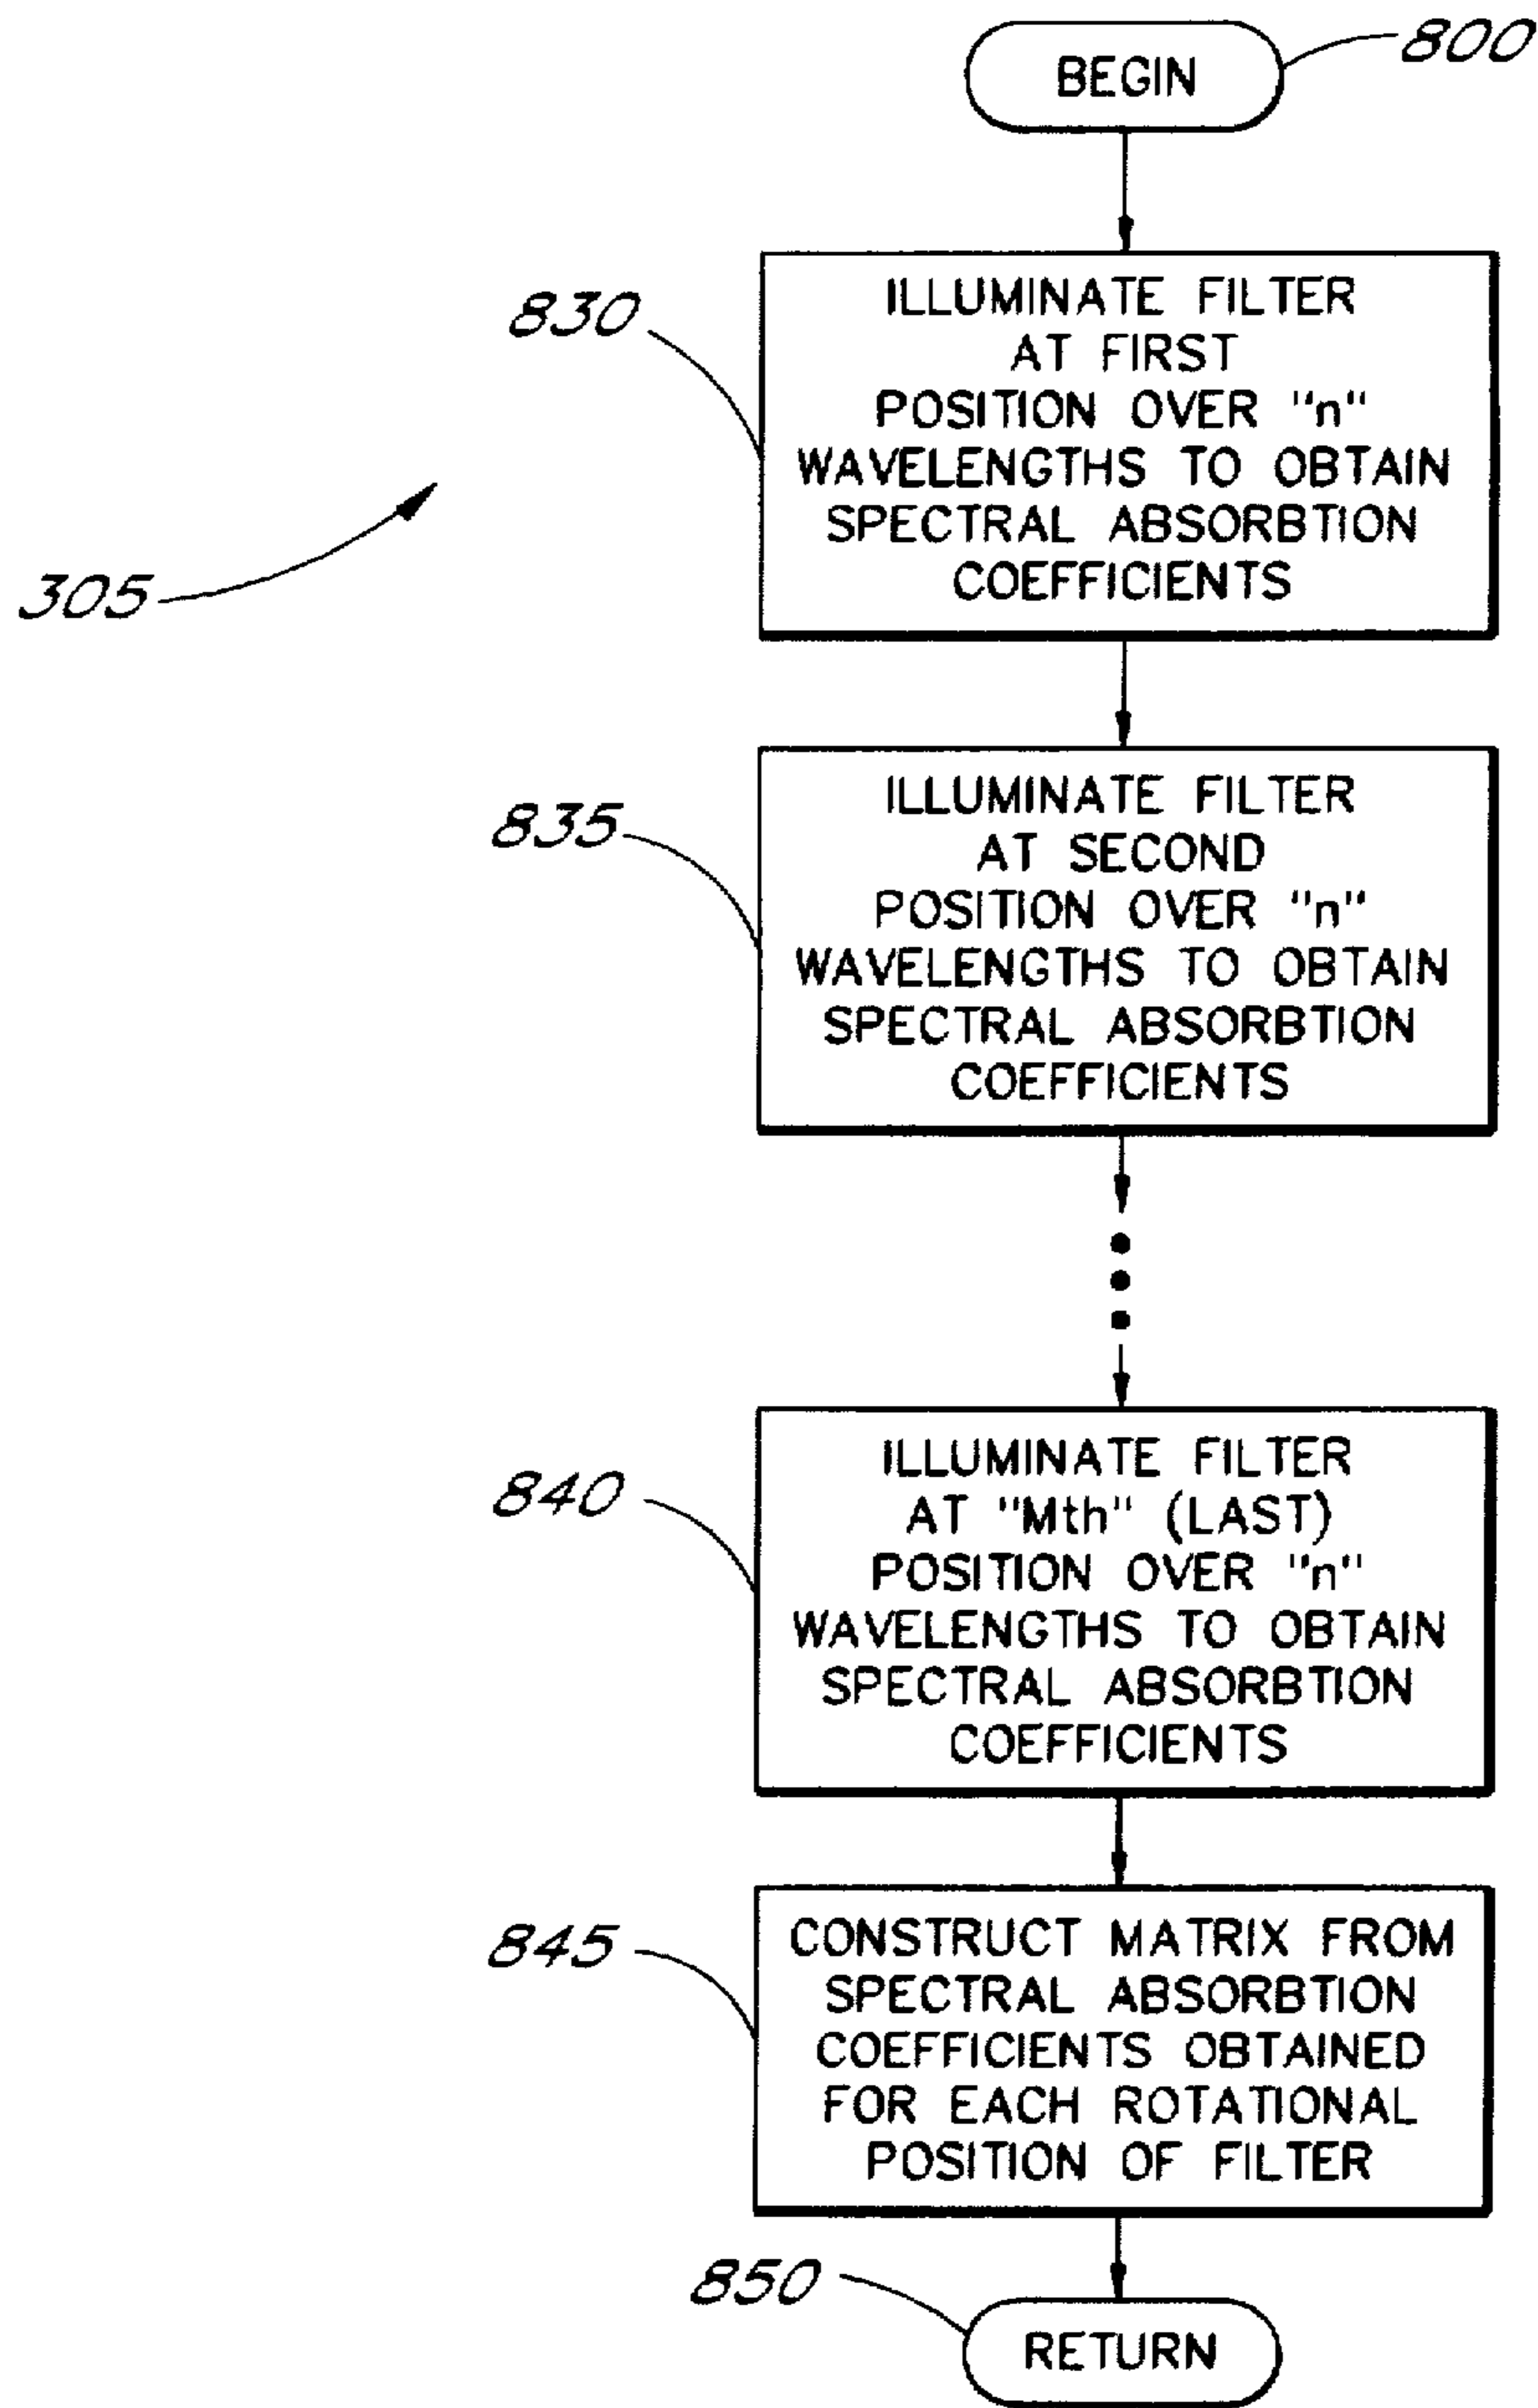 800
BEGIN
830
ILLUMINATE FILTER
AT FIRST
POSITION OVER "n"
WAVELENGTHS TO OBTAIN
SPECTRAL ABSORBTION
COEFFICIENTS
305
835
ILLUMINATE FILTER
AT SECOND
POSITION OVER "n"
WAVELENGTHS TO OBTAIN
SPECTRAL ABSORBTION
COEFFICIENTS
840
ILLUMINATE FILTER
AT "Mth" (LAST)
POSITION OVER "n"
WAVELENGTHS TO OBTAIN
SPECTRAL ABSORBTION
COEFFICIENTS
845
CONSTRUCT MATRIX FROM
SPECTRAL ABSORBTION
COEFFICIENTS OBTAINED
FOR EACH ROTATIONAL
POSITION OF FILTER
850
RETURN